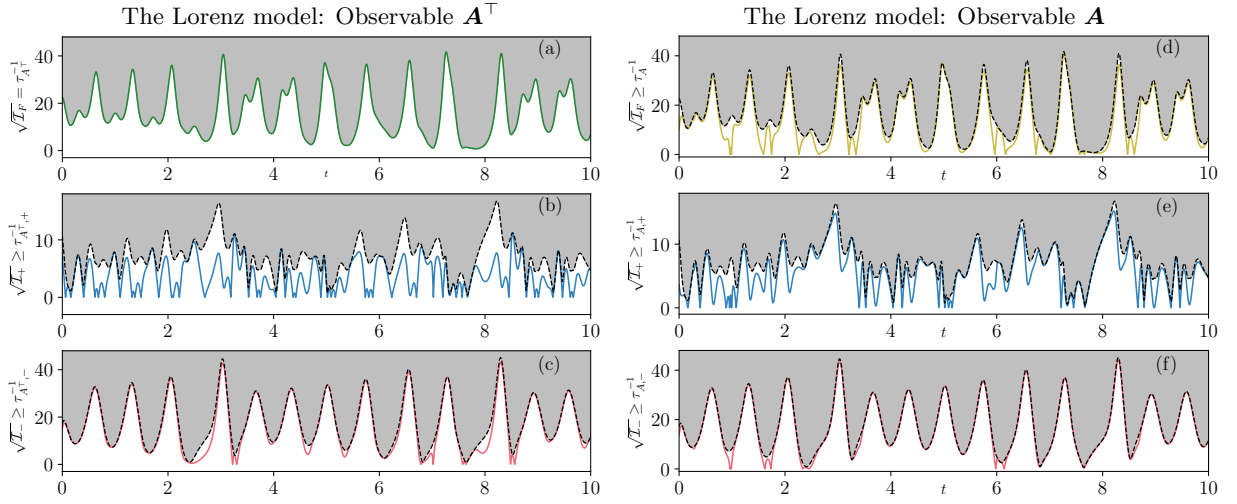 The Lorenz model: Observable A⊤
(a)
√I_F = τ_{A⊤}^{-1}
40
20
0
0 2 4 6 8 10
t
(b)
√I_+ ≥ τ_{A⊤,+}^{-1}
10
0
0 2 4 6 8 10
(c)
√I_- ≥ τ_{A⊤,-}^{-1}
40
20
0
0 2 4 6 8 10
The Lorenz model: Observable A
(d)
√I_F ≥ τ_A^{-1}
40
20
0
0 2 4 6 8 10
t
(e)
√I_+ ≥ τ_{A,+}^{-1}
10
0
0 2 4 6 8 10
t
(f)
√I_- ≥ τ_{A,-}^{-1}
40
20
0
0 2 4 6 8 10
t